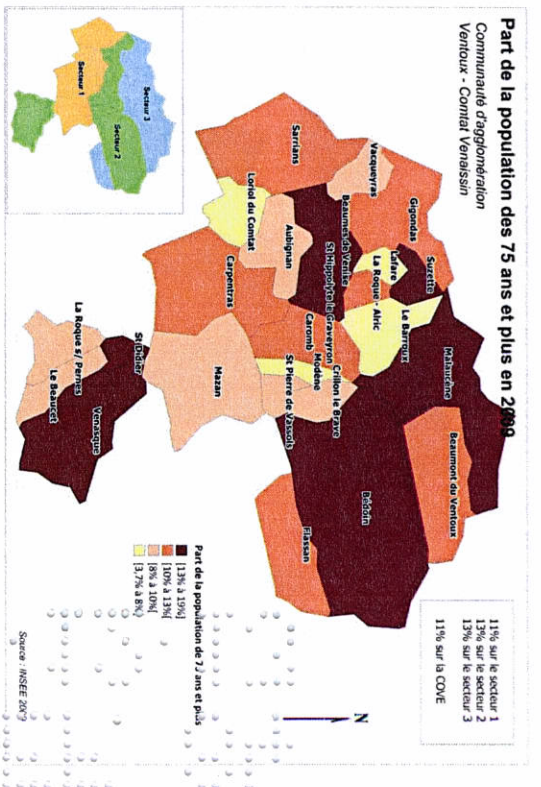 Part de la population des 75 ans et plus en 2009
Communauté d'agglomération
Ventoux - Comtat Venaissin
11% sur le secteur 1
13% sur le secteur 2
13% sur le secteur 3
11% sur la COVE
N
Gigondas
Suzette
Vacqueyras
Lafare
La Roque - Alric
Le Barroux
Malaucène
Beaumont du Ventoux
Sarrians
Beaumes de Venise
St Hippolyte le Graveyron
Aubignan
Loriol du Comtat
Carpentras
Caromb
Modène
Crillon le Brave
St Pierre de Vassols
Bédoin
Flassan
Mazan
St Didier
La Roque s/ Pernes
Le Beaucet
Venasque
Secteur 3
Secteur 2
Secteur 1
Part de la population de 75 ans et plus
[13% à 19%]
[10% à 13%[
[8% à 10%[
[3,7% à 8%[
Source : INSEE 2009